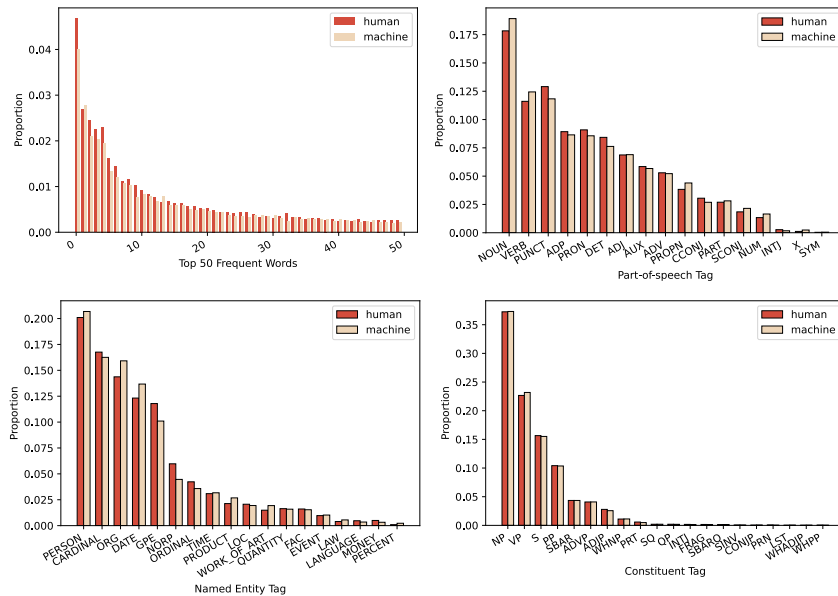 human
machine
0.04
0.03
0.02
0.01
0.00
Proportion
0 10 20 30 40 50
Top 50 Frequent Words
human
machine
0.175
0.150
0.125
0.100
0.075
0.050
0.025
0.000
Proportion
NOUN VERB PUNCT ADP PRON DET ADJ AUX ADV PROPN CCONJ PART SCONJ NUM INTJ X SYM
Part-of-speech Tag
human
machine
0.200
0.175
0.150
0.125
0.100
0.075
0.050
0.025
0.000
Proportion
PERSON CARDINAL ORG DATE GPE NORP ORDINAL TIME PRODUCT LOC WORK_OF_ART QUANTITY FAC EVENT LAW LANGUAGE MONEY PERCENT
Named Entity Tag
human
machine
0.35
0.30
0.25
0.20
0.15
0.10
0.05
0.00
Proportion
NP VP S PP SBAR ADVP ADJP WHNP PRT SQ QP INTJ FRAG SBARQ SINV CONJP PRN LST WHADJP WHPP
Constituent Tag